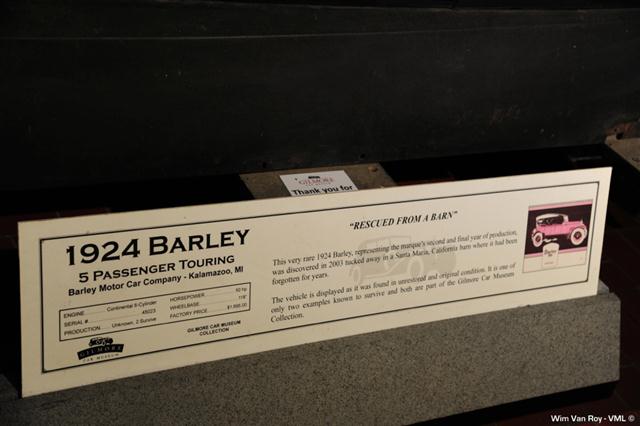 GILMORE
Thank you for
1924 BARLEY
5 PASSENGER TOURING
Barley Motor Car Company - Kalamazoo, MI
ENGINE Continental 6-Cylinder HORSEPOWER 50 hp
SERIAL # 45023 WHEELBASE 118"
PRODUCTION Unknown, 2 Survive FACTORY PRICE
GILMORE CAR MUSEUM
COLLECTION
GILMORE
CAR MUSEUM
"RESCUED FROM A BARN"
This very rare 1924 Barley, representing the marque's second and final year of production,
was discovered in 2003 tucked away in a Santa Maria, California barn where it had been
forgotten for years.
The vehicle is displayed as it was found in unrestored and original condition. It is one of
only two examples known to survive and both are part of the Gilmore Car Museum
Collection.
Wim Van Roy - VML ©